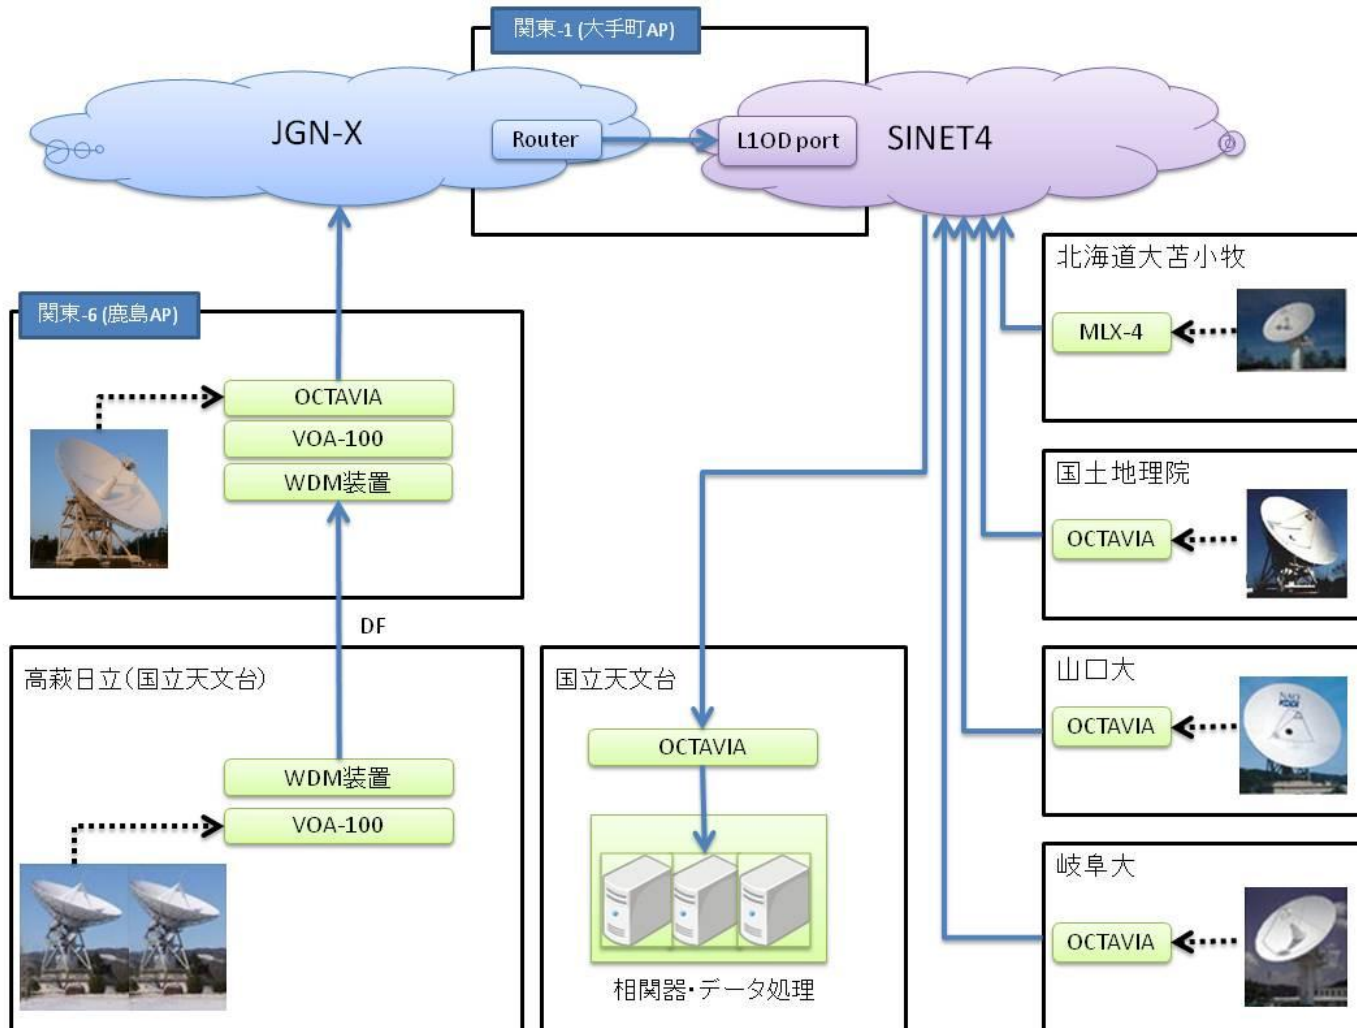 関東-1 (大手町AP)
JGN-X
Router
L1OD port
SINET4
関東-6 (鹿島AP)
OCTAVIA
VOA-100
WDM装置
DF
高萩日立(国立天文台)
WDM装置
VOA-100
国立天文台
OCTAVIA
相関器・データ処理
北海道大苫小牧
MLX-4
国土地理院
OCTAVIA
山口大
OCTAVIA
岐阜大
OCTAVIA